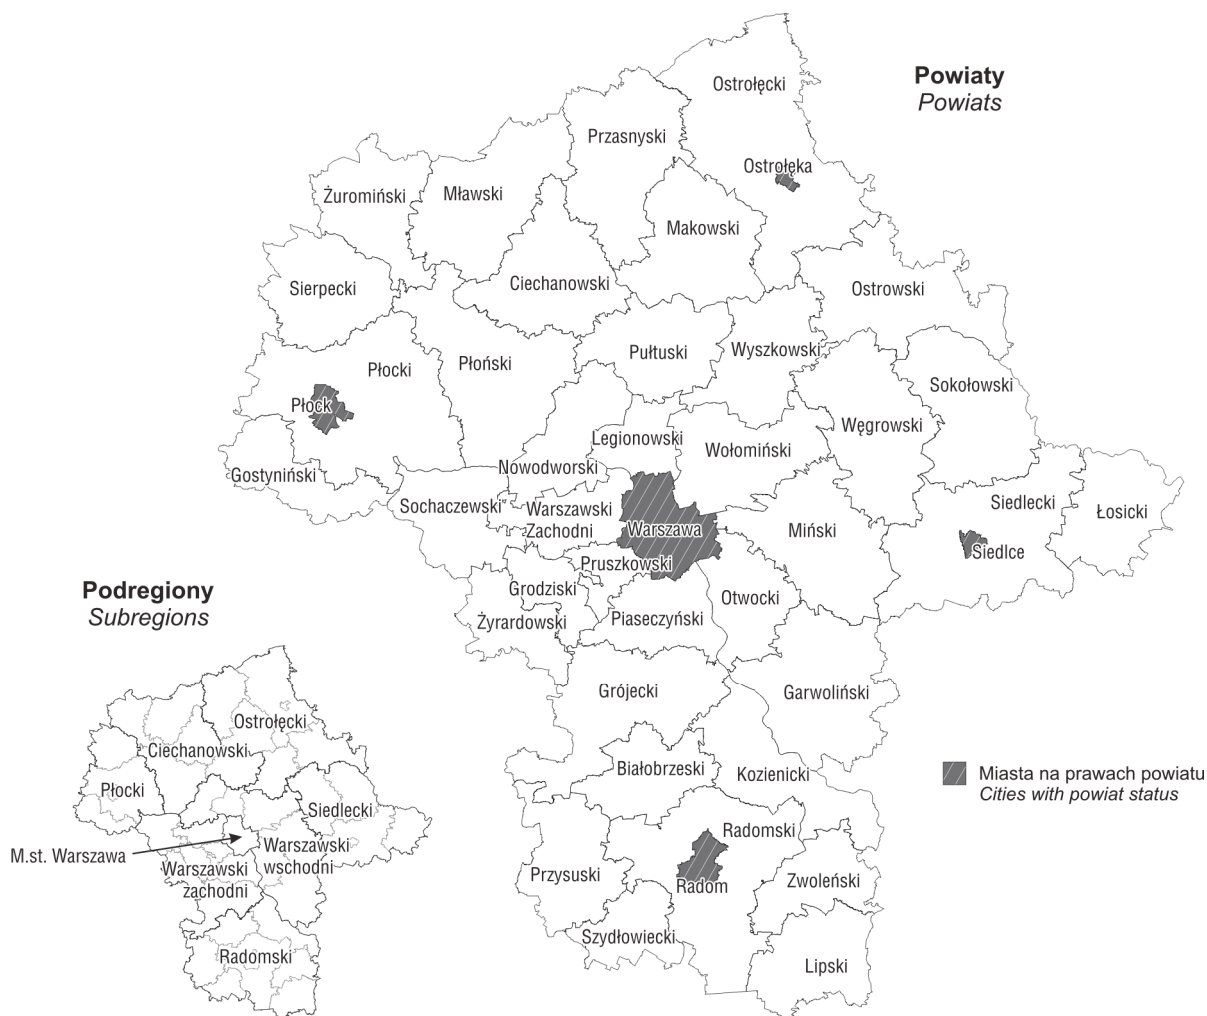 Powiaty
Powiats
Ostrołęcki
Przasnyski
Ostrołęka
Żuromiński
Mławski
Makowski
Sierpecki
Ciechanowski
Ostrowski
Płocki
Płoński
Pułtuski
Wyszkowski
Sokołowski
Płock
Węgrowski
Legionowski
Wołomiński
Gostyniński
Nowodworski
Sochaczewski
Warszawski
Zachodni
Warszawa
Miński
Siedlecki
Łosicki
Siedlce
Pruszkowski
Grodziski
Otwocki
Żyrardowski
Piaseczyński
Grójecki
Garwoliński
Białobrzeski
Kozienicki
Radomski
Przysuski
Radom
Zwoleński
Szydłowiecki
Lipski
Miasta na prawach powiatu
Cities with powiat status
Podregiony
Subregions
Ostrołęcki
Ciechanowski
Płocki
Siedlecki
M.st. Warszawa
Warszawski
wschodni
Warszawski
zachodni
Radomski